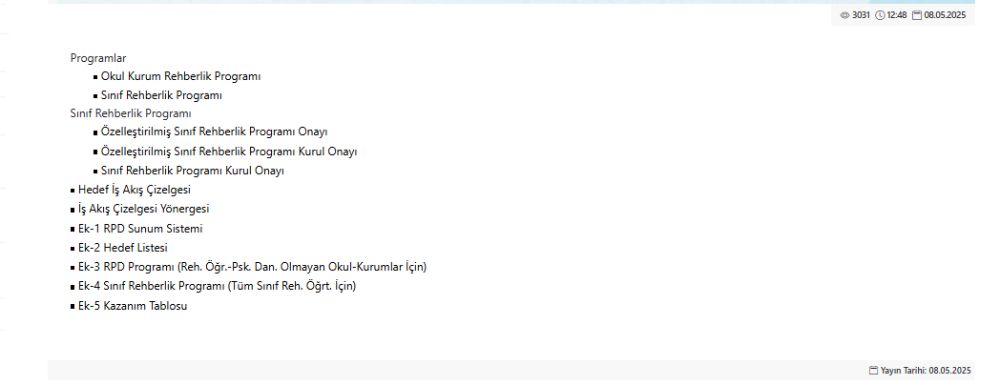 3031 12:48 08.05.2025
Programlar
Okul Kurum Rehberlik Programı
Sınıf Rehberlik Programı
Sınıf Rehberlik Programı
Özelleştirilmiş Sınıf Rehberlik Programı Onayı
Özelleştirilmiş Sınıf Rehberlik Programı Kurul Onayı
Sınıf Rehberlik Programı Kurul Onayı
Hedef İş Akış Çizelgesi
İş Akış Çizelgesi Yönergesi
Ek-1 RPD Sunum Sistemi
Ek-2 Hedef Listesi
Ek-3 RPD Programı (Reh. Öğr.-Psk. Dan. Olmayan Okul-Kurumlar İçin)
Ek-4 Sınıf Rehberlik Programı (Tüm Sınıf Reh. Öğrt. İçin)
Ek-5 Kazanım Tablosu
Yayın Tarihi: 08.05.2025